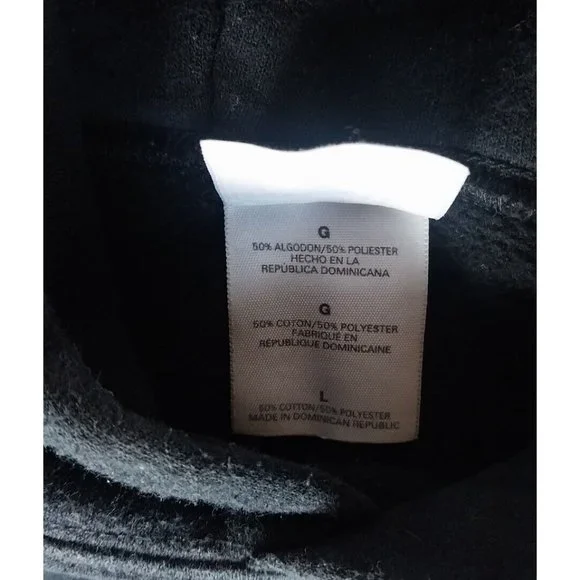 G
50% ALGODON/50% POLIESTER
HECHO EN LA
REPÚBLICA DOMINICANA
G
50% COTON/50% POLYESTER
FABRIQUÉ EN
RÉPUBLIQUE DOMINICAINE
L
50% COTTON/50% POLYESTER
MADE IN DOMINICAN REPUBLIC